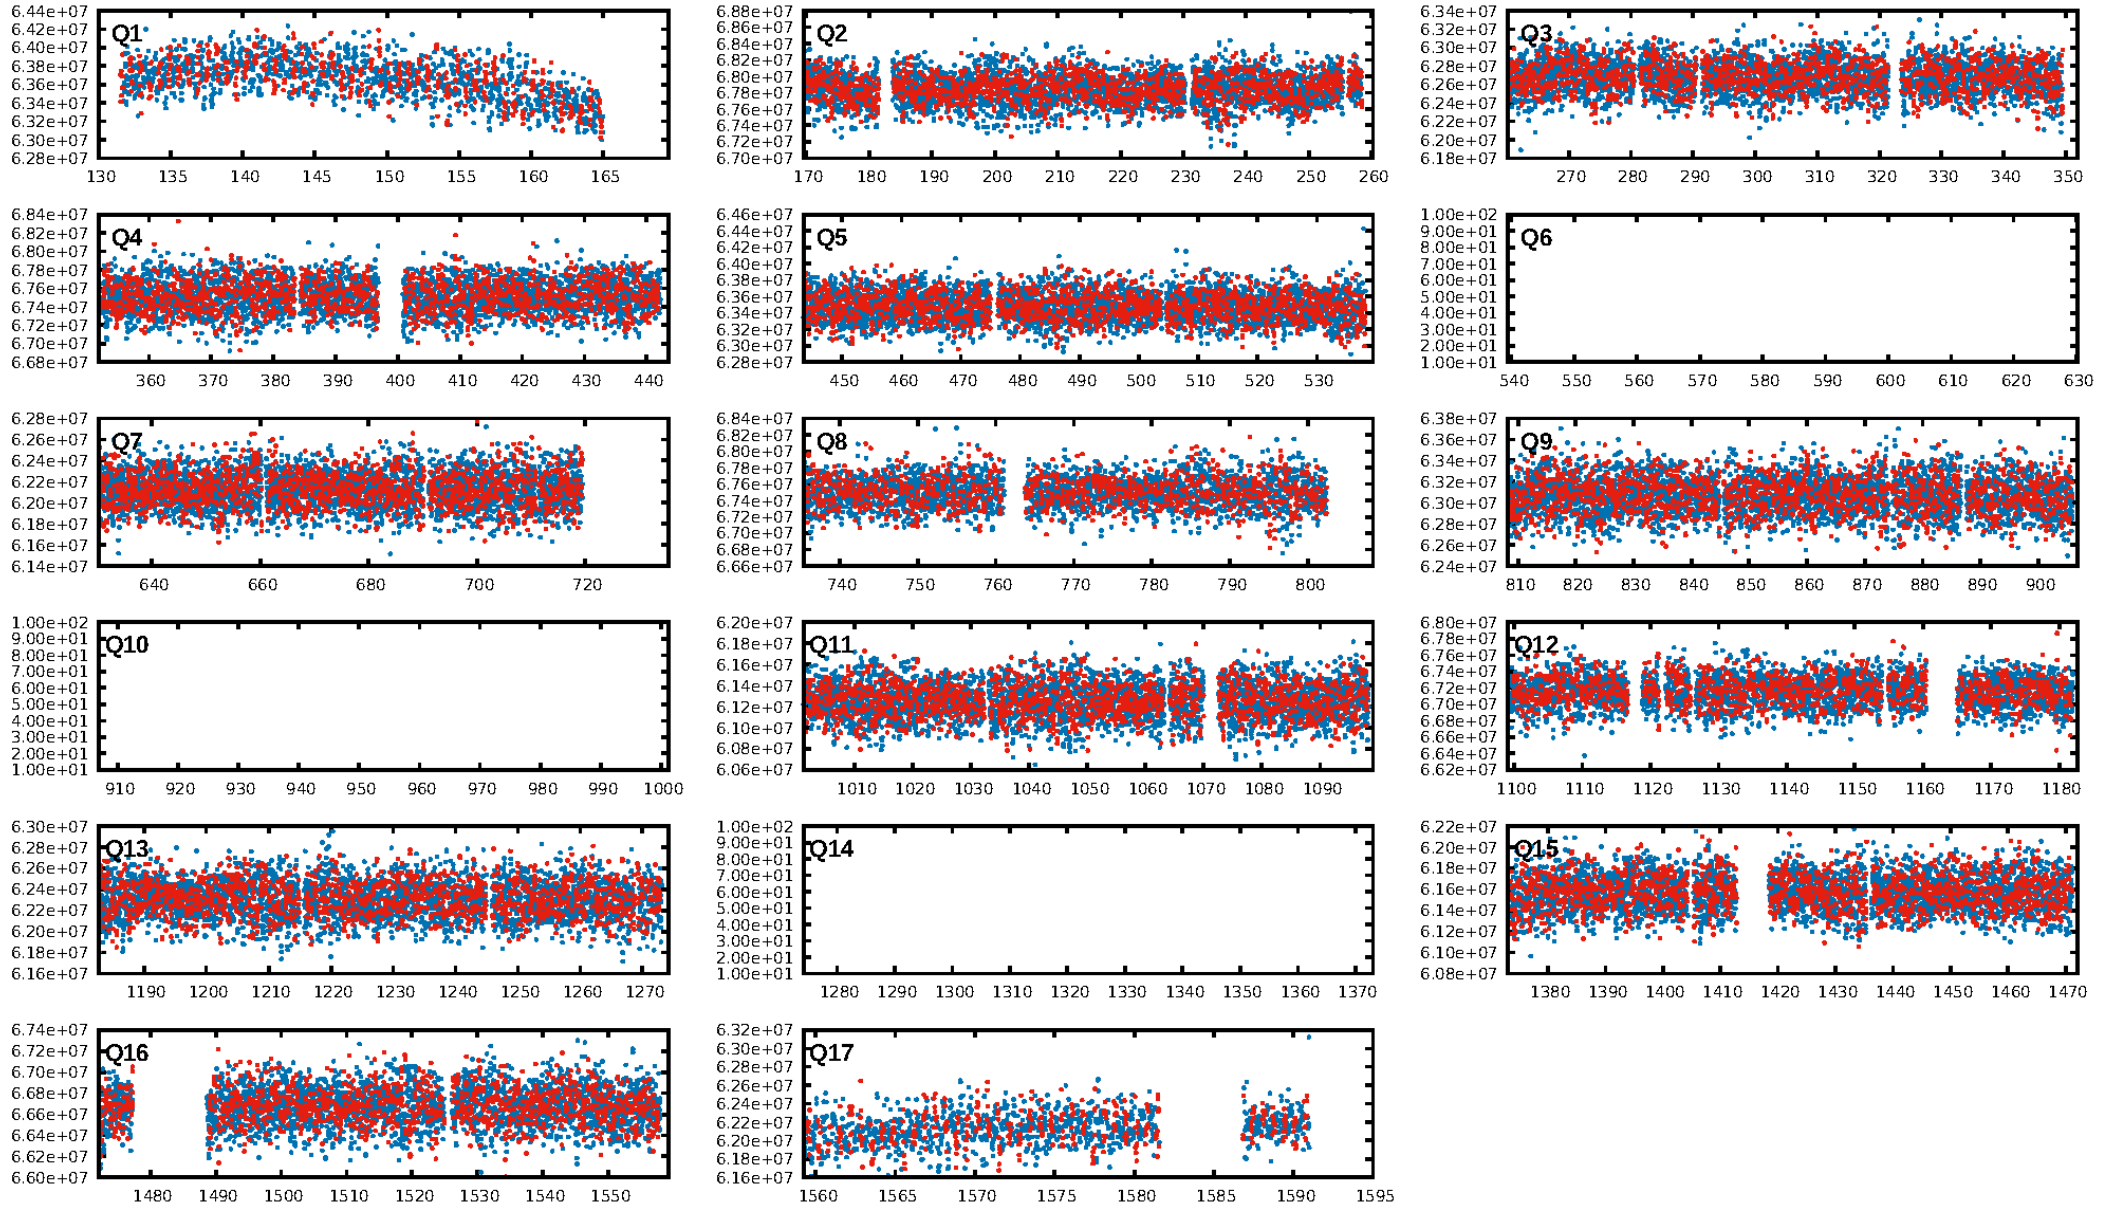 Q1
6.44e+07
6.42e+07
6.40e+07
6.38e+07
6.36e+07
6.34e+07
6.32e+07
6.30e+07
6.28e+07
130 135 140 145 150 155 160 165
Q2
6.88e+07
6.86e+07
6.84e+07
6.82e+07
6.80e+07
6.78e+07
6.76e+07
6.74e+07
6.72e+07
6.70e+07
170 180 190 200 210 220 230 240 250 260
Q3
6.34e+07
6.32e+07
6.30e+07
6.28e+07
6.26e+07
6.24e+07
6.22e+07
6.20e+07
6.18e+07
270 280 290 300 310 320 330 340 350
Q4
6.84e+07
6.82e+07
6.80e+07
6.78e+07
6.76e+07
6.74e+07
6.72e+07
6.70e+07
6.68e+07
360 370 380 390 400 410 420 430 440
Q5
6.46e+07
6.44e+07
6.42e+07
6.40e+07
6.38e+07
6.36e+07
6.34e+07
6.32e+07
6.30e+07
6.28e+07
450 460 470 480 490 500 510 520 530
Q6
1.00e+02
9.00e+01
8.00e+01
7.00e+01
6.00e+01
5.00e+01
4.00e+01
3.00e+01
2.00e+01
1.00e+01
540 550 560 570 580 590 600 610 620 630
Q7
6.28e+07
6.26e+07
6.24e+07
6.22e+07
6.20e+07
6.18e+07
6.16e+07
6.14e+07
640 660 680 700 720
Q8
6.84e+07
6.82e+07
6.80e+07
6.78e+07
6.76e+07
6.74e+07
6.72e+07
6.70e+07
6.68e+07
6.66e+07
740 750 760 770 780 790 800
Q9
6.38e+07
6.36e+07
6.34e+07
6.32e+07
6.30e+07
6.28e+07
6.26e+07
6.24e+07
810 820 830 840 850 860 870 880 890 900
Q10
1.00e+02
9.00e+01
8.00e+01
7.00e+01
6.00e+01
5.00e+01
4.00e+01
3.00e+01
2.00e+01
1.00e+01
910 920 930 940 950 960 970 980 990 1000
Q11
6.20e+07
6.18e+07
6.16e+07
6.14e+07
6.12e+07
6.10e+07
6.08e+07
6.06e+07
1010 1020 1030 1040 1050 1060 1070 1080 1090
Q12
6.80e+07
6.78e+07
6.76e+07
6.74e+07
6.72e+07
6.70e+07
6.68e+07
6.66e+07
6.64e+07
6.62e+07
1100 1110 1120 1130 1140 1150 1160 1170 1180
Q13
6.30e+07
6.28e+07
6.26e+07
6.24e+07
6.22e+07
6.20e+07
6.18e+07
6.16e+07
1190 1200 1210 1220 1230 1240 1250 1260 1270
Q14
1.00e+02
9.00e+01
8.00e+01
7.00e+01
6.00e+01
5.00e+01
4.00e+01
3.00e+01
2.00e+01
1.00e+01
1280 1290 1300 1310 1320 1330 1340 1350 1360 1370
Q15
6.22e+07
6.20e+07
6.18e+07
6.16e+07
6.14e+07
6.12e+07
6.10e+07
6.08e+07
1380 1390 1400 1410 1420 1430 1440 1450 1460 1470
Q16
6.74e+07
6.72e+07
6.70e+07
6.68e+07
6.66e+07
6.64e+07
6.62e+07
6.60e+07
1480 1490 1500 1510 1520 1530 1540 1550
Q17
6.32e+07
6.30e+07
6.28e+07
6.26e+07
6.24e+07
6.22e+07
6.20e+07
6.18e+07
6.16e+07
1560 1565 1570 1575 1580 1585 1590 1595